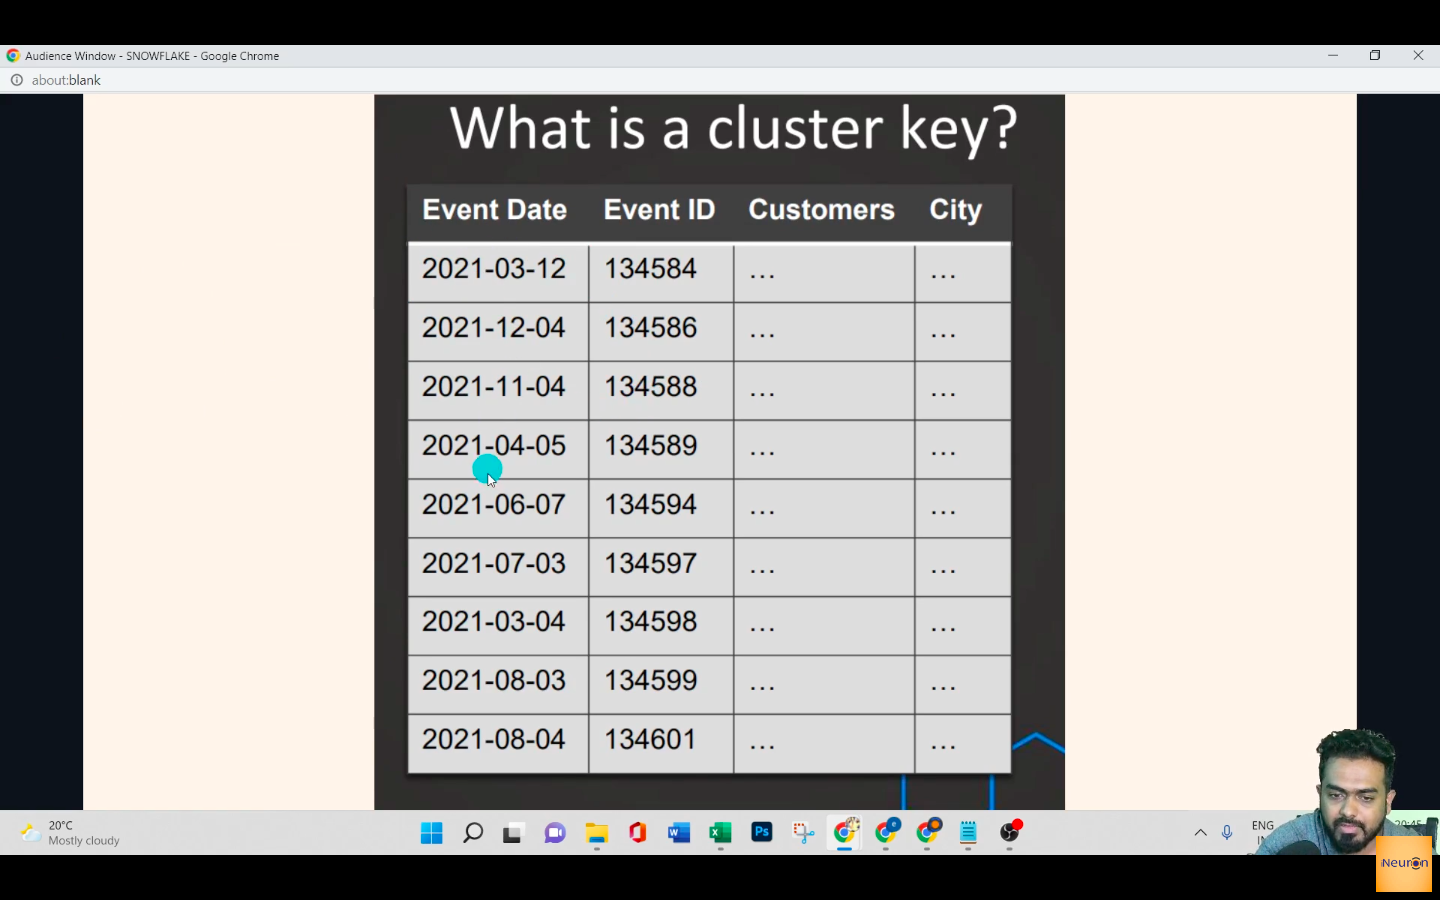 Audience Window - SNOWFLAKE - Google Chrome
about:blank
What is a cluster key?
Event Date Event ID Customers City
2021-03-12 134584 ... ...
2021-12-04 134586 ... ...
2021-11-04 134588 ... ...
2021-04-05 134589 ... ...
2021-06-07 134594 ... ...
2021-07-03 134597 ... ...
2021-03-04 134598 ... ...
2021-08-03 134599 ... ...
2021-08-04 134601 ... ...
20°C
Mostly cloudy
ENG
Neuron